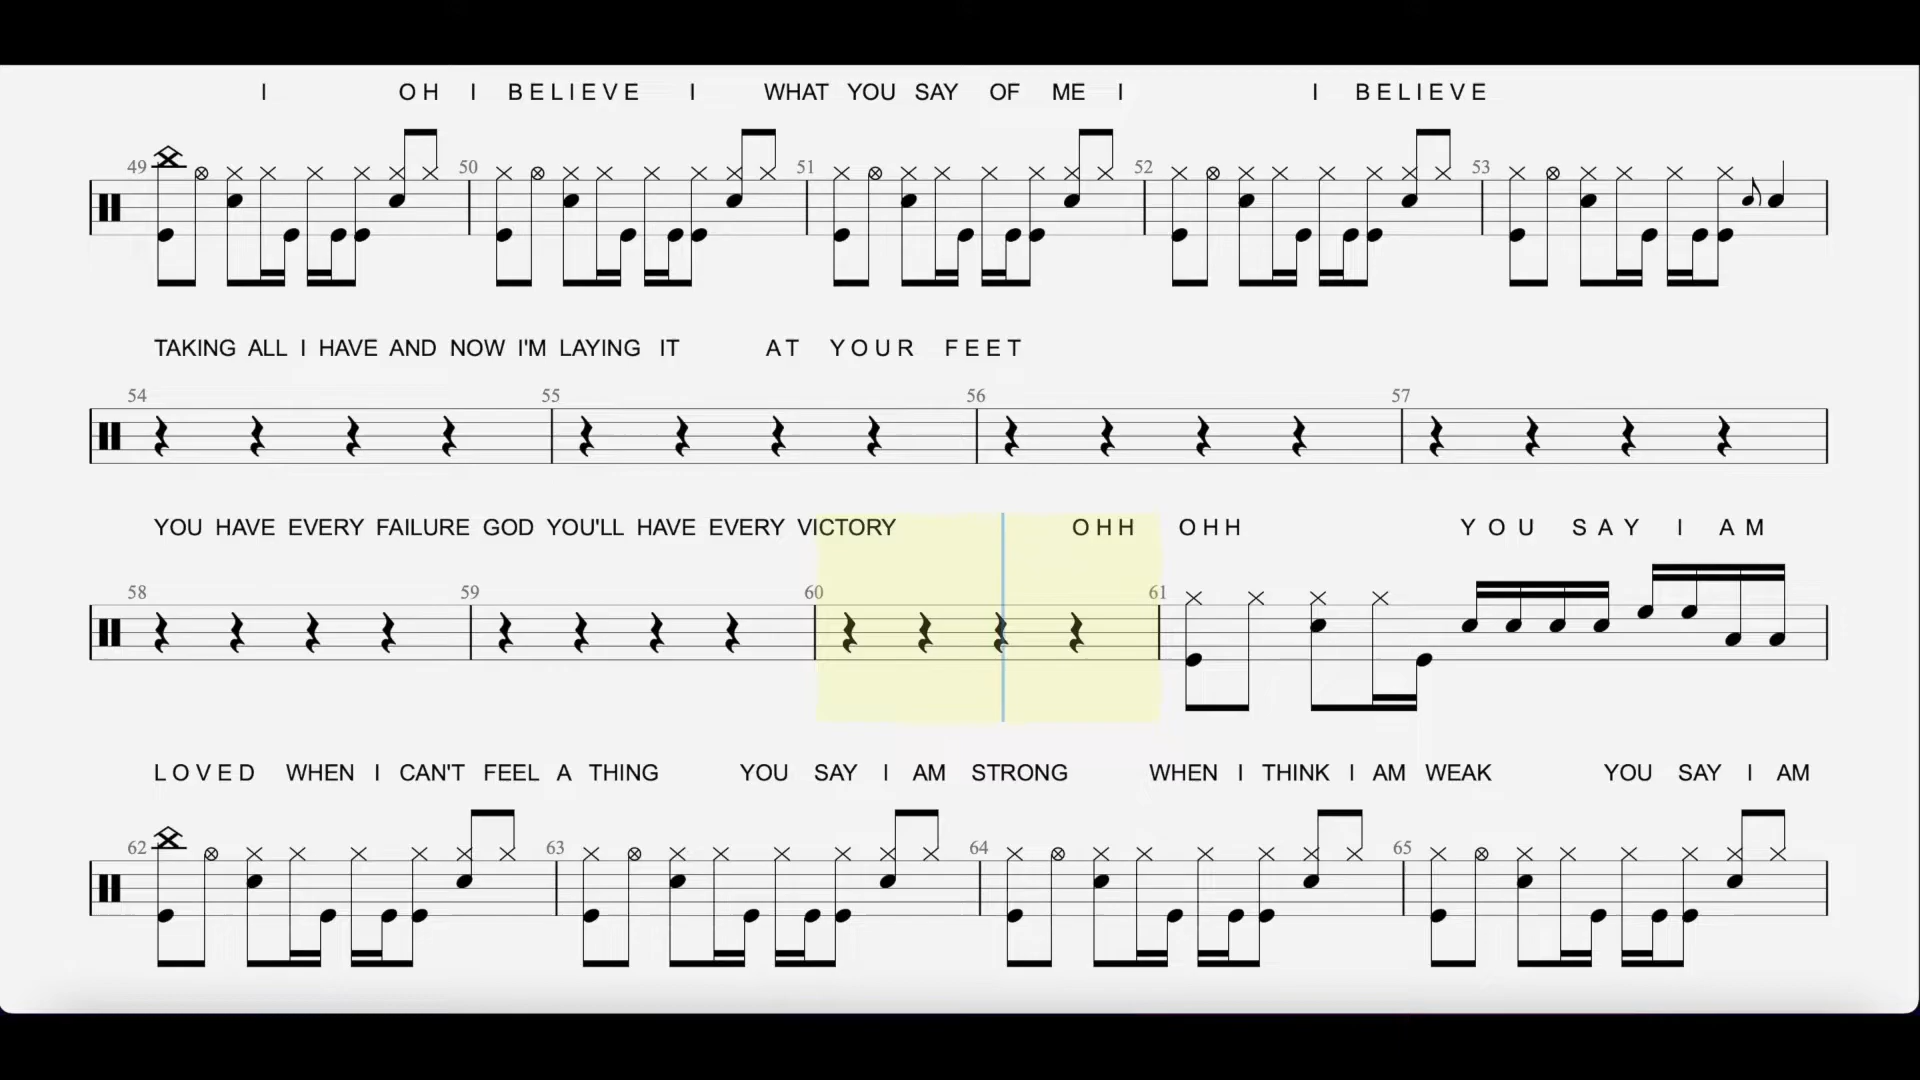 I OH I BELIEVE I WHAT YOU SAY OF ME I I BELIEVE
49 50 51 52 53
TAKING ALL I HAVE AND NOW I'M LAYING IT AT YOUR FEET
54 55 56 57
YOU HAVE EVERY FAILURE GOD YOU'LL HAVE EVERY VICTORY OHH OHH YOU SAY I AM
58 59 60 61
LOVED WHEN I CAN'T FEEL A THING YOU SAY I AM STRONG WHEN I THINK I AM WEAK YOU SAY I AM
62 63 64 65